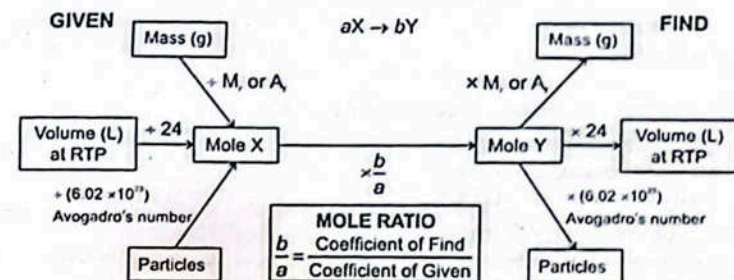 GIVEN
aX → bY
FIND
Mass (g)
Mass (g)
÷ Mr or Ar
× Mr or Ar
Volume (L)
at RTP
÷ 24
Mole X
× b/a
Mole Y
× 24
Volume (L)
at RTP
÷ (6.02 ×10²³)
Avogadro's number
× (6.02 ×10²³)
Avogadro's number
MOLE RATIO
b/a = Coefficient of Find / Coefficient of Given
Particles
Particles